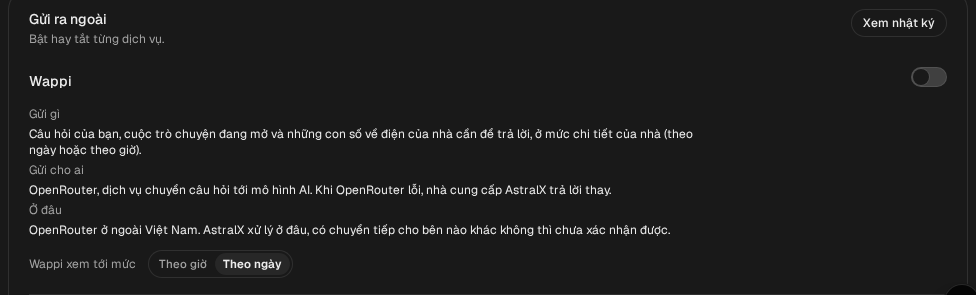 Gửi ra ngoài
Xem nhật ký
Bật hay tắt từng dịch vụ.
Wappi
Gửi gì
Câu hỏi của bạn, cuộc trò chuyện đang mở và những con số về điện của nhà cần để trả lời, ở mức chi tiết của nhà (theo
ngày hoặc theo giờ).
Gửi cho ai
OpenRouter, dịch vụ chuyển câu hỏi tới mô hình AI. Khi OpenRouter lỗi, nhà cung cấp AstralX trả lời thay.
Ở đâu
OpenRouter ở ngoài Việt Nam. AstralX xử lý ở đâu, có chuyển tiếp cho bên nào khác không thì chưa xác nhận được.
Wappi xem tới mức Theo giờ Theo ngày